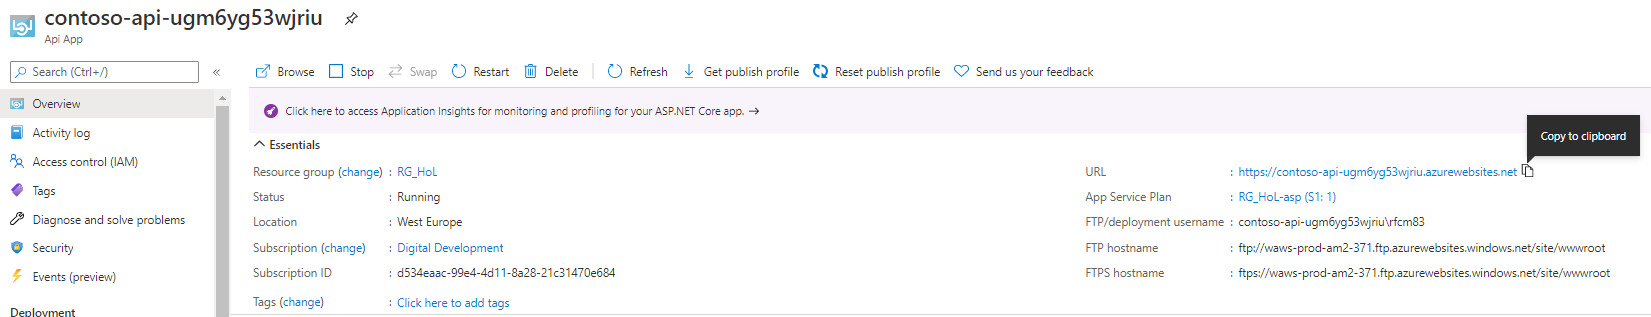 contoso-api-ugm6yg53wjriu
Api App
Search (Ctrl+/)
«
Browse Stop Swap Restart Delete Refresh Get publish profile Reset publish profile Send us your feedback
Overview
Activity log
Access control (IAM)
Tags
Diagnose and solve problems
Security
Events (preview)
Deployment
Click here to access Application Insights for monitoring and profiling for your ASP.NET Core app. →
Copy to clipboard
Essentials
Resource group (change) : RG_HoL
Status : Running
Location : West Europe
Subscription (change) : Digital Development
Subscription ID : d534eaac-99e4-4d11-8a28-21c31470e684
Tags (change) : Click here to add tags
URL : https://contoso-api-ugm6yg53wjriu.azurewebsites.net
App Service Plan : RG_HoL-asp (S1: 1)
FTP/deployment username : contoso-api-ugm6yg53wjriu\rfcm83
FTP hostname : ftp://waws-prod-am2-371.ftp.azurewebsites.windows.net/site/wwwroot
FTPS hostname : ftps://waws-prod-am2-371.ftp.azurewebsites.windows.net/site/wwwroot